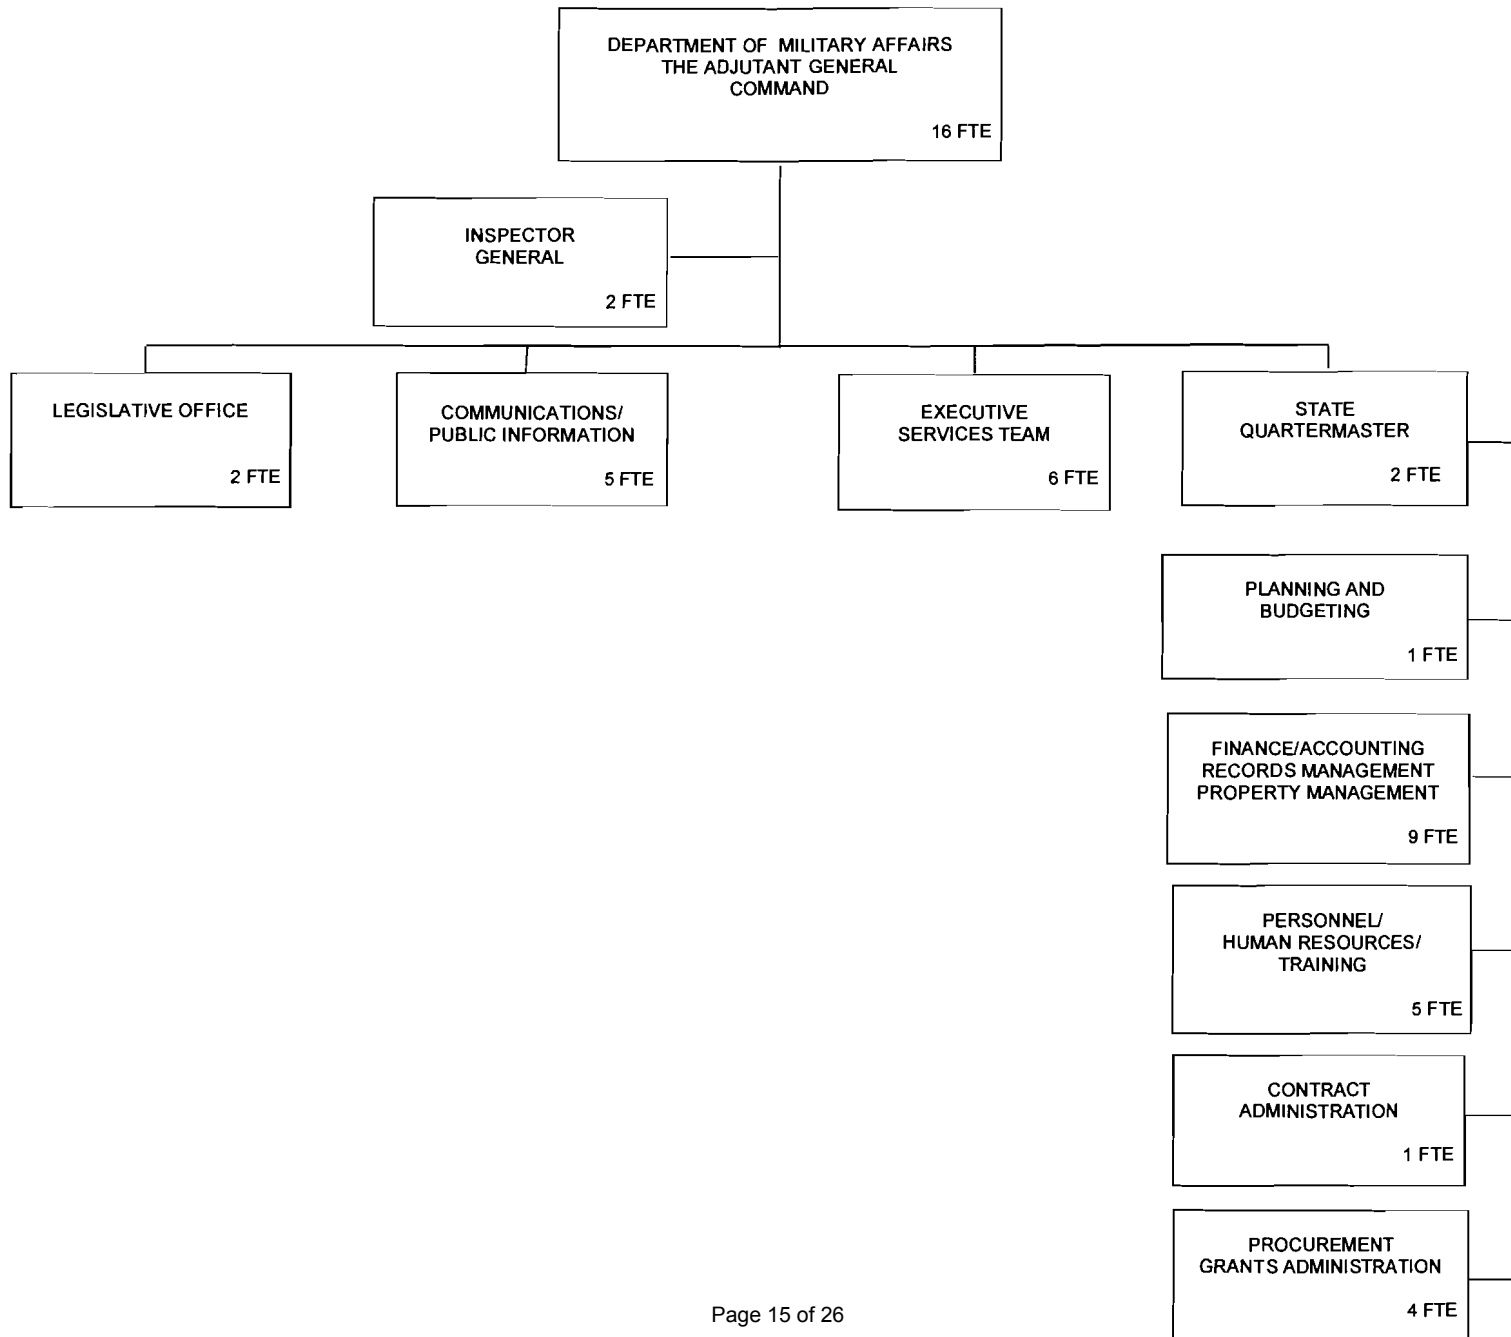 DEPARTMENT OF MILITARY AFFAIRS
THE ADJUTANT GENERAL
COMMAND
16 FTE
INSPECTOR
GENERAL
2 FTE
LEGISLATIVE OFFICE
2 FTE
COMMUNICATIONS/
PUBLIC INFORMATION
5 FTE
EXECUTIVE
SERVICES TEAM
6 FTE
STATE
QUARTERMASTER
2 FTE
PLANNING AND
BUDGETING
1 FTE
FINANCE/ACCOUNTING
RECORDS MANAGEMENT
PROPERTY MANAGEMENT
9 FTE
PERSONNEL/
HUMAN RESOURCES/
TRAINING
5 FTE
CONTRACT
ADMINISTRATION
1 FTE
PROCUREMENT
GRANTS ADMINISTRATION
4 FTE
Page 15 of 26